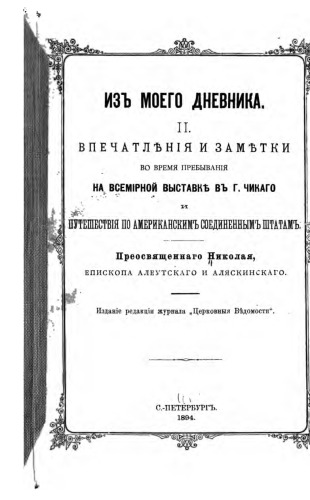 ИЗЪ МОЕГО ДНЕВНИКА.
II.
ВПЕЧАТЛѢНІЯ И ЗАМѢТКИ
ВО ВРЕМЯ ПРЕБЫВАНІЯ
НА ВСЕМІРНОЙ ВЫСТАВКѢ ВЪ Г. ЧИКАГО
И
ПУТЕШЕСТВІЯ ПО АМЕРИКАНСКИМЪ СОЕДИНЕННЫМЪ ШТАТАМЪ.
Преосвященнаго Николая,
ЕПИСКОПА АЛЕУТСКАГО И АЛЯСКИНСКАГО.
Изданіе редакціи журнала „Церковныя Вѣдомости“.
С.-ПЕТЕРБУРГЪ.
1894.